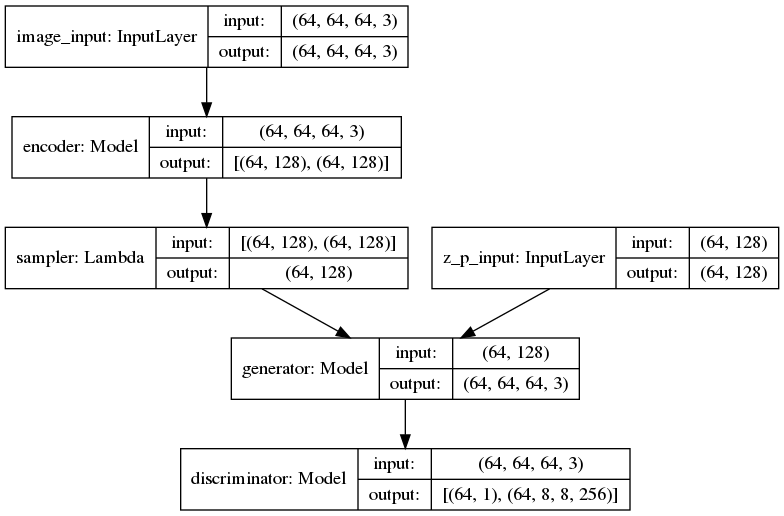 image_input: InputLayer
input:
(64, 64, 64, 3)
output:
(64, 64, 64, 3)
encoder: Model
input:
(64, 64, 64, 3)
output:
[(64, 128), (64, 128)]
sampler: Lambda
input:
[(64, 128), (64, 128)]
output:
(64, 128)
z_p_input: InputLayer
input:
(64, 128)
output:
(64, 128)
generator: Model
input:
(64, 128)
output:
(64, 64, 64, 3)
discriminator: Model
input:
(64, 64, 64, 3)
output:
[(64, 1), (64, 8, 8, 256)]